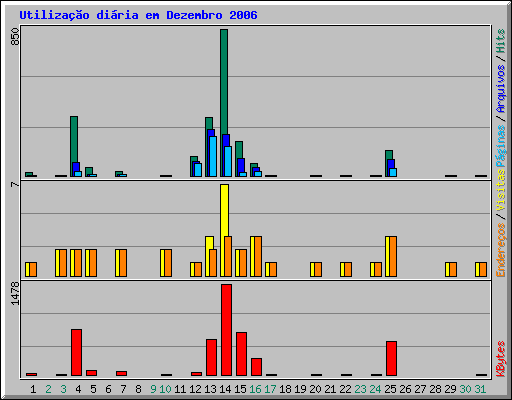 Utilização diária em Dezembro 2006
850
7
1478
Endereços / Visitas Páginas / Arquivos / Hits
KBytes
1 2 3 4 5 6 7 8 9 10 11 12 13 14 15 16 17 18 19 20 21 22 23 24 25 26 27 28 29 30 31